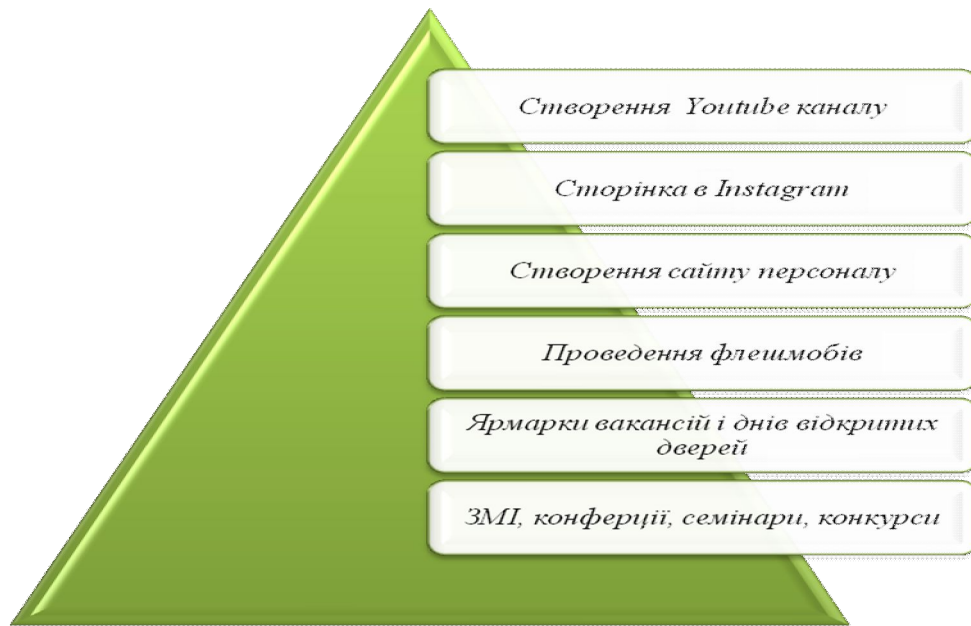 Створення Youtube каналу
Сторінка в Instagram
Створення сайту персоналу
Проведення флешмобів
Ярмарки вакансій і днів відкритих
дверей
ЗМІ, конферції, семінари, конкурси